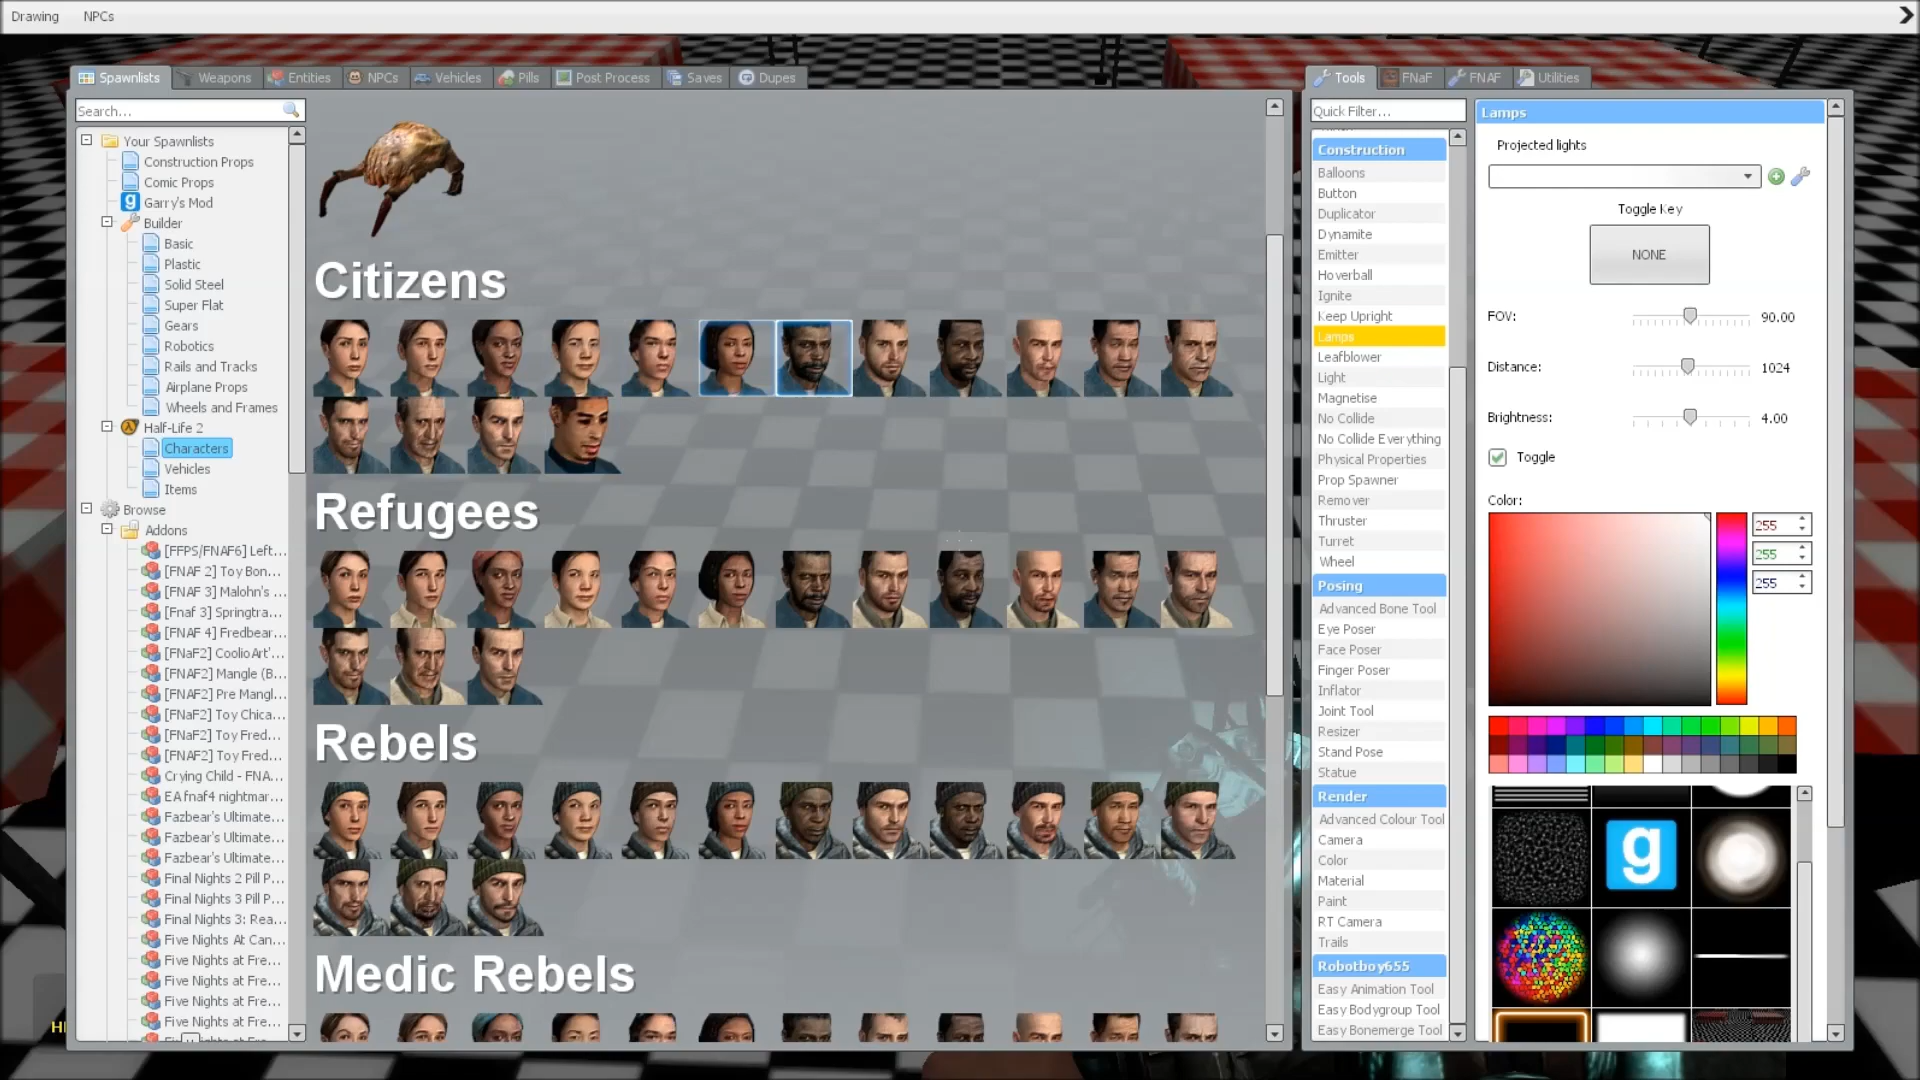 Drawing NPCs
Spawnlists Weapons Entities NPCs Vehicles Pills Post Process Saves Dupes
Search...
Your Spawnlists
Construction Props
Comic Props
Garry's Mod
Builder
Basic
Plastic
Solid Steel
Super Flat
Gears
Robotics
Rails and Tracks
Airplane Props
Wheels and Frames
Half-Life 2
Characters
Vehicles
Items
Browse
Addons
[FFPS/FNAF6] Left...
[FNAF 2] Toy Bon...
[FNAF 3] Malohn's ...
[Fnaf 3] Springtra...
[FNAF 4] Fredbear...
[FNaF2] CoolioArt'...
[FNAF2] Mangle (B...
[FNAF2] Pre Mangl...
[FNaF2] Toy Chica...
[FNaF2] Toy Fred...
[FNAF2] Toy Fred...
Crying Child - FNA...
EA fnaf4 nightmar...
Fazbear's Ultimate...
Fazbear's Ultimate...
Fazbear's Ultimate...
Final Nights 2 Pill P...
Final Nights 3 Pill P...
Final Nights 3: Rea...
Five Nights At Can...
Five Nights at Fre...
Five Nights at Fre...
Five Nights at Fre...
Five Nights at Fre...
Citizens
Refugees
Rebels
Medic Rebels
Tools FNaF FNAF Utilities
Quick Filter...
Construction
Balloons
Button
Duplicator
Dynamite
Emitter
Hoverball
Ignite
Keep Upright
Lamps
Leafblower
Light
Magnetise
No Collide
No Collide Everything
Physical Properties
Prop Spawner
Remover
Thruster
Turret
Wheel
Posing
Advanced Bone Tool
Eye Poser
Face Poser
Finger Poser
Inflator
Joint Tool
Resizer
Stand Pose
Statue
Render
Advanced Colour Tool
Camera
Color
Material
Paint
RT Camera
Trails
Robotboy655
Easy Animation Tool
Easy Bodygroup Tool
Easy Bonemerge Tool
Lamps
Projected lights
Toggle Key
NONE
FOV: 90.00
Distance: 1024
Brightness: 4.00
Toggle
Color:
255
255
255
g